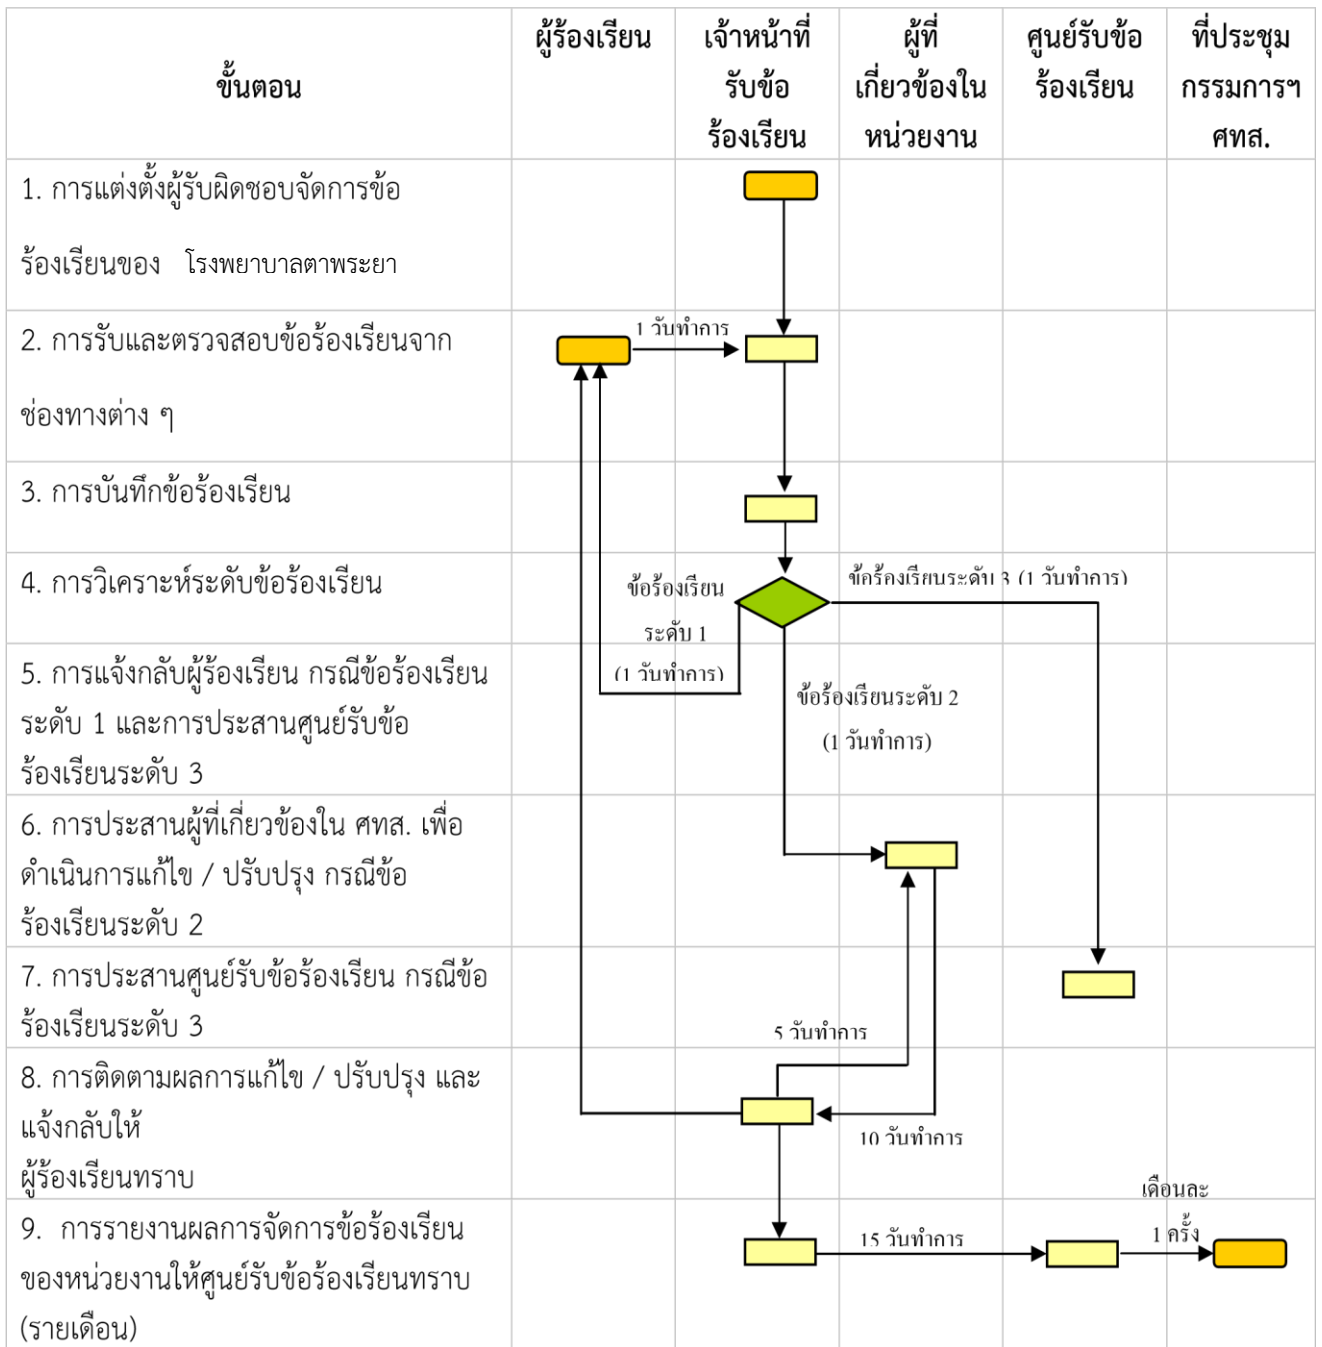 ขั้นตอน
ผู้ร้องเรียน
เจ้าหน้าที่
รับข้อ
ร้องเรียน
ผู้ที่
เกี่ยวข้องใน
หน่วยงาน
ศูนย์รับข้อ
ร้องเรียน
ที่ประชุม
กรรมการฯ
ศทส.
1. การแต่งตั้งผู้รับผิดชอบจัดการข้อ
ร้องเรียนของ โรงพยาบาลตาพระยา
2. การรับและตรวจสอบข้อร้องเรียนจาก
ช่องทางต่าง ๆ
1 วันทำการ
3. การบันทึกข้อร้องเรียน
4. การวิเคราะห์ระดับข้อร้องเรียน
ข้อร้องเรียน
ระดับ 1
(1 วันทำการ)
ข้อร้องเรียนระดับ 3 (1 วันทำการ)
5. การแจ้งกลับผู้ร้องเรียน กรณีข้อร้องเรียน
ระดับ 1 และการประสานศูนย์รับข้อ
ร้องเรียนระดับ 3
ข้อร้องเรียนระดับ 2
(1 วันทำการ)
6. การประสานผู้ที่เกี่ยวข้องใน ศทส. เพื่อ
ดำเนินการแก้ไข / ปรับปรุง กรณีข้อ
ร้องเรียนระดับ 2
7. การประสานศูนย์รับข้อร้องเรียน กรณีข้อ
ร้องเรียนระดับ 3
5 วันทำการ
8. การติดตามผลการแก้ไข / ปรับปรุง และ
แจ้งกลับให้
ผู้ร้องเรียนทราบ
10 วันทำการ
9. การรายงานผลการจัดการข้อร้องเรียน
ของหน่วยงานให้ศูนย์รับข้อร้องเรียนทราบ
(รายเดือน)
15 วันทำการ
เดือนละ
1 ครั้ง